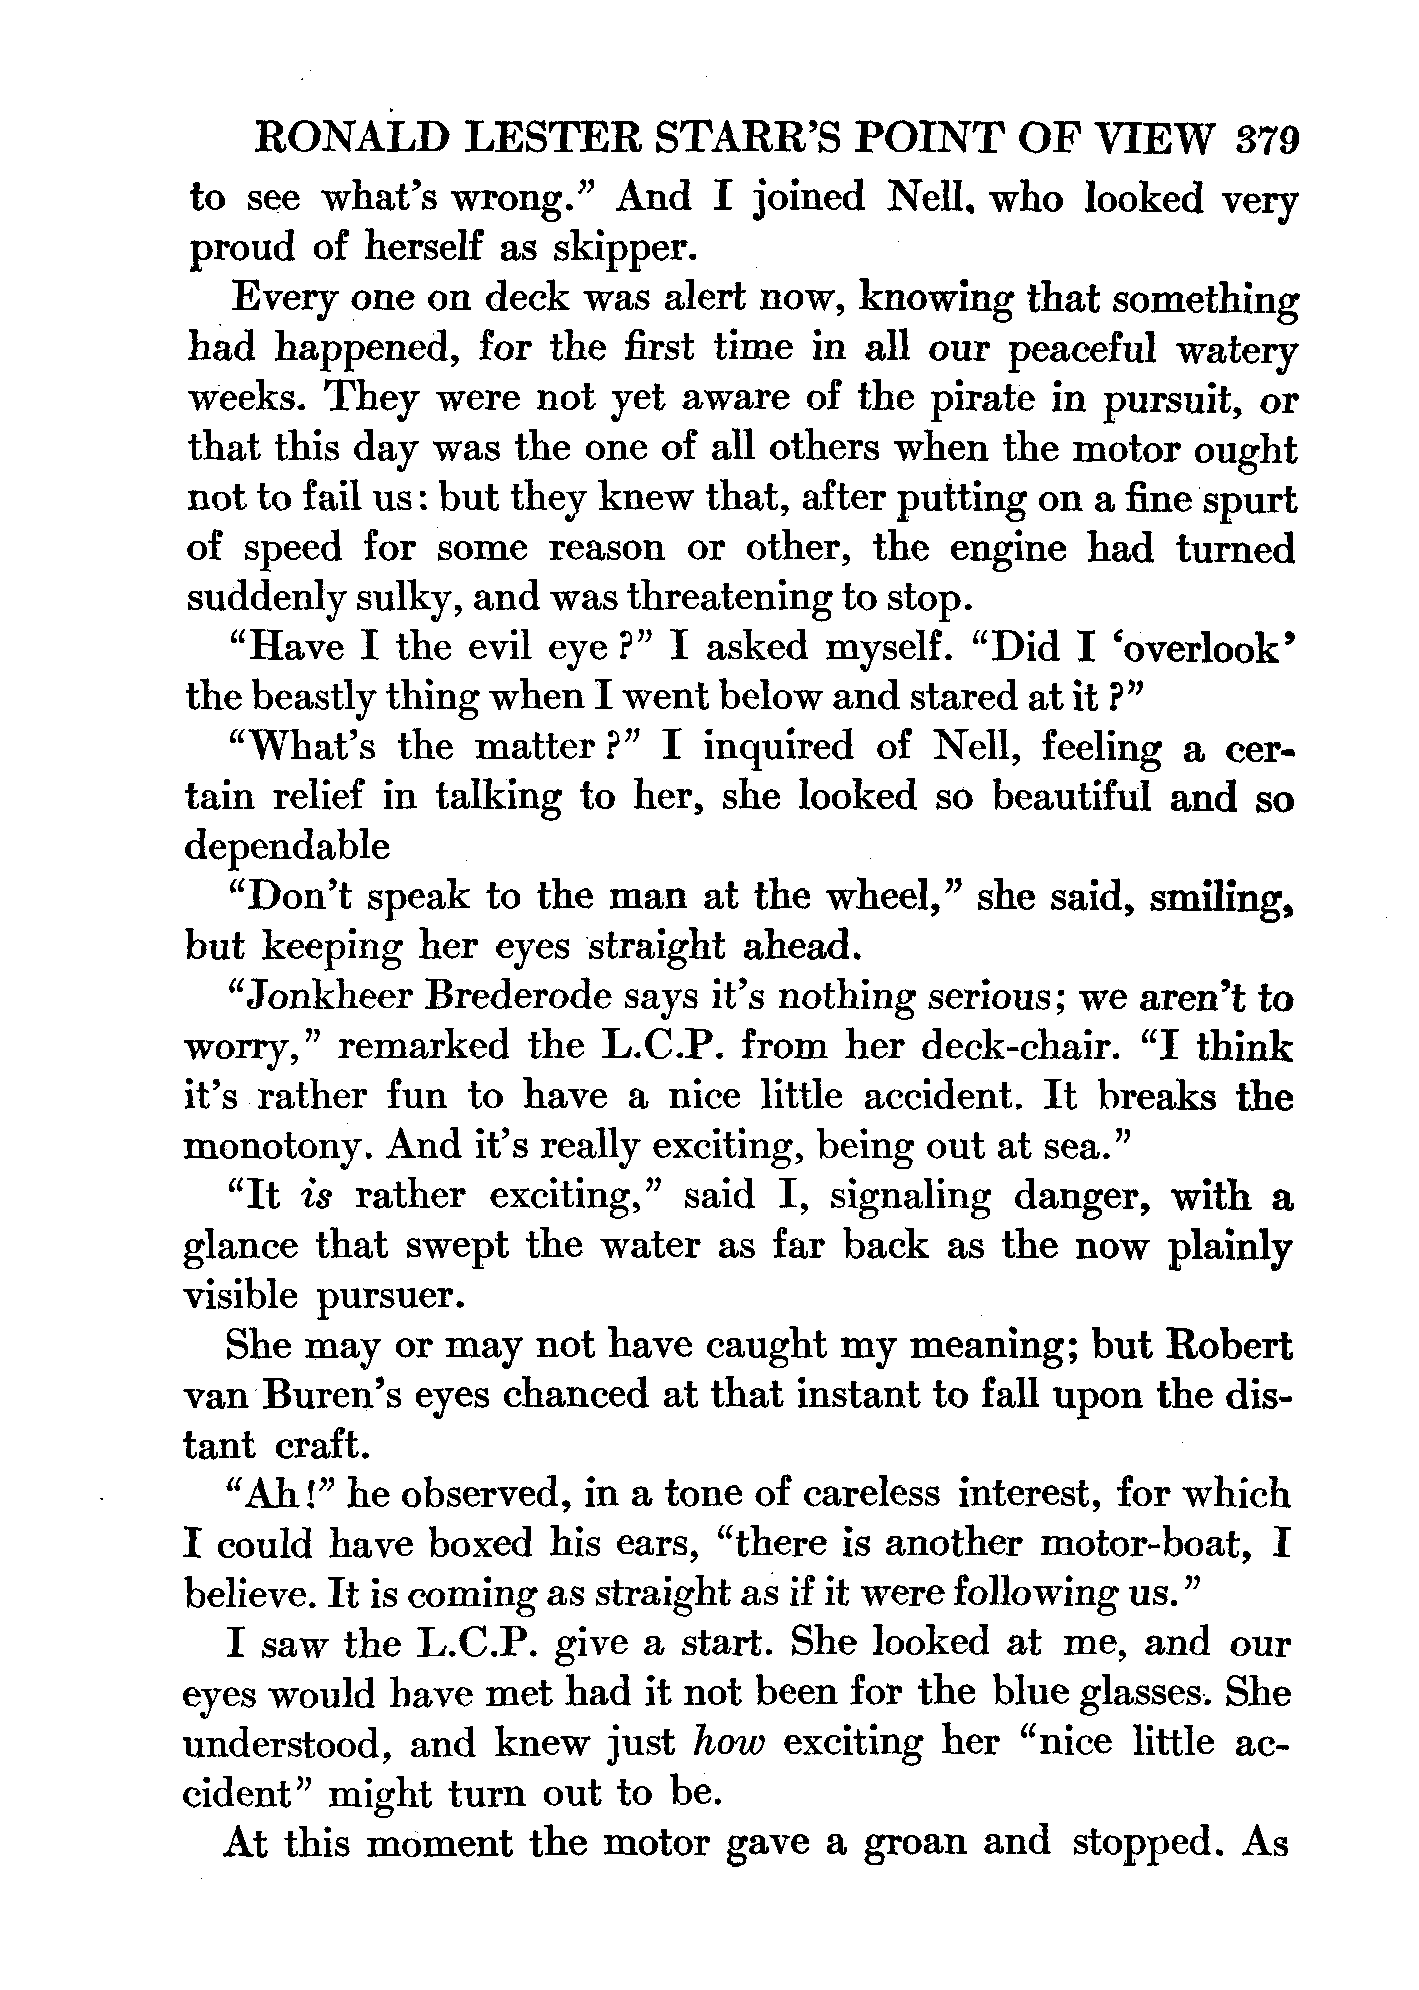 RONALD LESTER STARR'S POINT OF VIEW 379
to see what's wrong.” And I joined Nell, who looked very
proud of herself as skipper.
Every one on deck was alert now, knowing that something
had happened, for the first time in all our peaceful watery
weeks. They were not yet aware of the pirate in pursuit, or
that this day was the one of all others when the motor ought
not to fail us: but they knew that, after putting on a fine spurt
of speed for some reason or other, the engine had turned
suddenly sulky, and was threatening to stop.
“Have I the evil eye?” I asked myself. “Did I ‘overlook’
the beastly thing when I went below and stared at it?”
“What's the matter?” I inquired of Nell, feeling a cer-
tain relief in talking to her, she looked so beautiful and so
dependable
“Don't speak to the man at the wheel,” she said, smiling,
but keeping her eyes straight ahead.
“Jonkheer Brederode says it's nothing serious; we aren't to
worry,” remarked the L.C.P. from her deck-chair. “I think
it's rather fun to have a nice little accident. It breaks the
monotony. And it's really exciting, being out at sea.”
“It is rather exciting,” said I, signaling danger, with a
glance that swept the water as far back as the now plainly
visible pursuer.
She may or may not have caught my meaning; but Robert
van Buren's eyes chanced at that instant to fall upon the dis-
tant craft.
“Ah!” he observed, in a tone of careless interest, for which
I could have boxed his ears, “there is another motor-boat, I
believe. It is coming as straight as if it were following us.”
I saw the L.C.P. give a start. She looked at me, and our
eyes would have met had it not been for the blue glasses. She
understood, and knew just how exciting her “nice little ac-
cident” might turn out to be.
At this moment the motor gave a groan and stopped. As